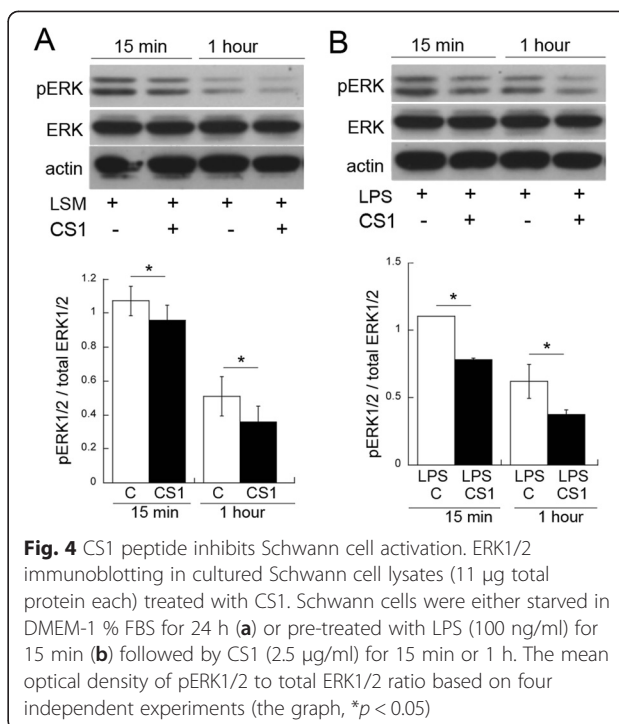 A
B
15 min 1 hour
15 min 1 hour
pERK
ERK
actin
LSM + + + +
CS1 - + - +
pERK
ERK
actin
LPS + + + +
CS1 - + - +
pERK1/2 / total ERK1/2
1.2
1
0.8
0.6
0.4
0.2
0
*
*
C CS1 C CS1
15 min 1 hour
pERK1/2 / total ERK1/2
1.5
1
0.5
0
*
*
LPS LPS LPS LPS
C CS1 C CS1
15 min 1 hour
Fig. 4 CS1 peptide inhibits Schwann cell activation. ERK1/2
immunoblotting in cultured Schwann cell lysates (11 μg total
protein each) treated with CS1. Schwann cells were either starved in
DMEM-1 % FBS for 24 h (a) or pre-treated with LPS (100 ng/ml) for
15 min (b) followed by CS1 (2.5 μg/ml) for 15 min or 1 h. The mean
optical density of pERK1/2 to total ERK1/2 ratio based on four
independent experiments (the graph, *p < 0.05)